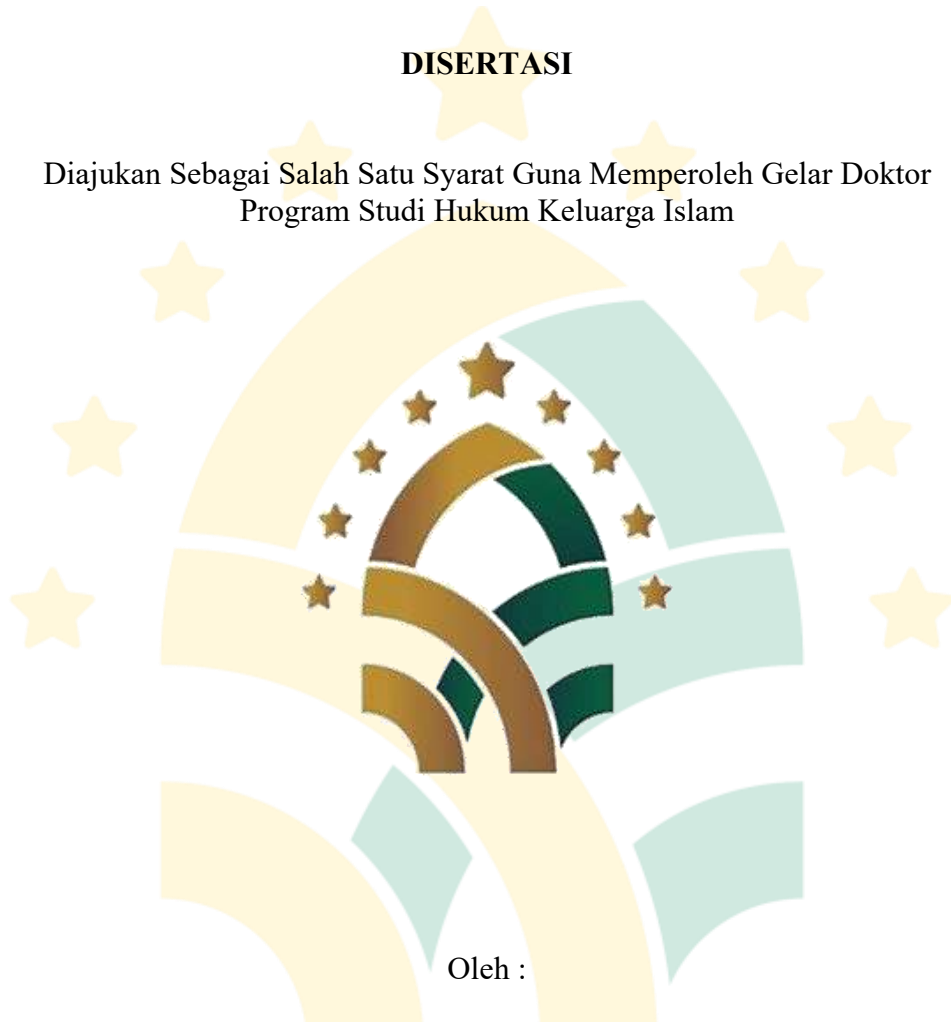 DISERTASI
Diajukan Sebagai Salah Satu Syarat Guna Memperoleh Gelar Doktor
Program Studi Hukum Keluarga Islam
Oleh :